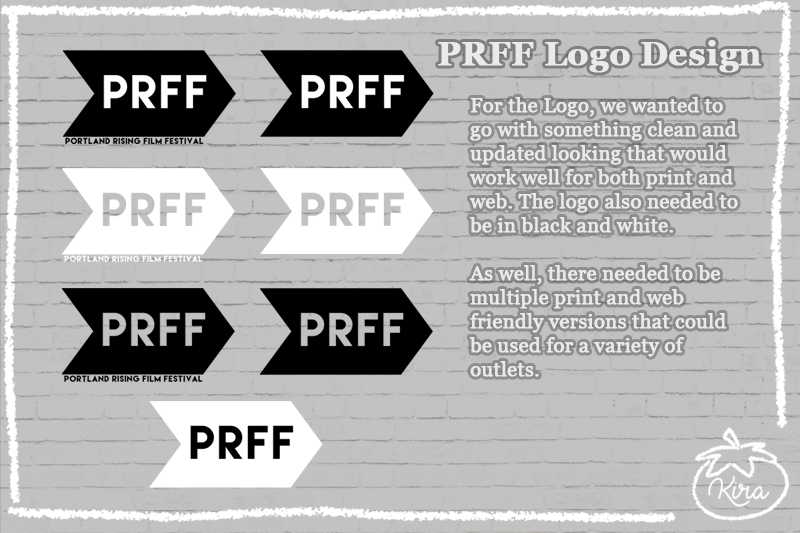 PRFF
PORTLAND RISING FILM FESTIVAL
PRFF
PRFF
PORTLAND RISING FILM FESTIVAL
PRFF
PRFF
PORTLAND RISING FILM FESTIVAL
PRFF
PRFF
PRFF Logo Design
For the Logo, we wanted to
go with something clean and
updated looking that would
work well for both print and
web. The logo also needed to
be in black and white.
As well, there needed to be
multiple print and web
friendly versions that could
be used for a variety of
outlets.
Kira